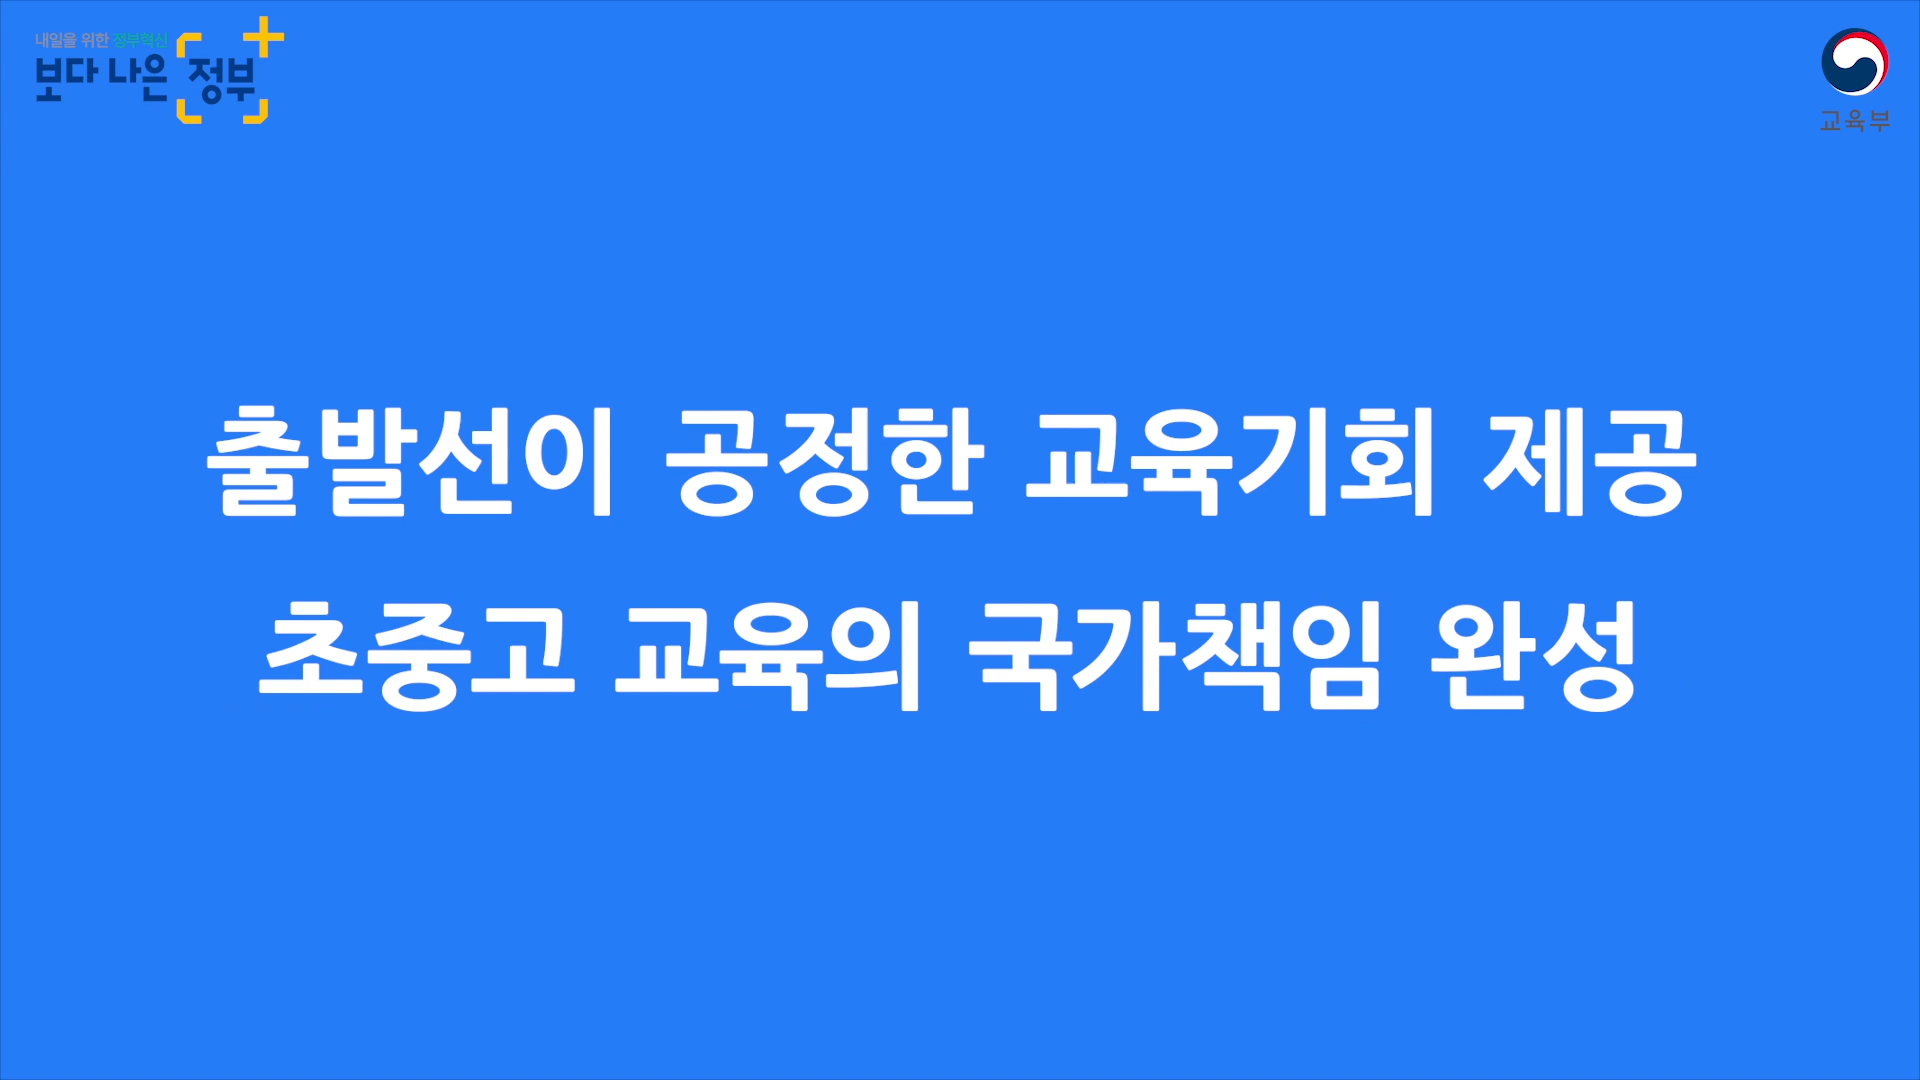 내일을 위한 정부혁신
보다 나은 정부
교육부
출발선이 공정한 교육기회 제공
초중고 교육의 국가책임 완성